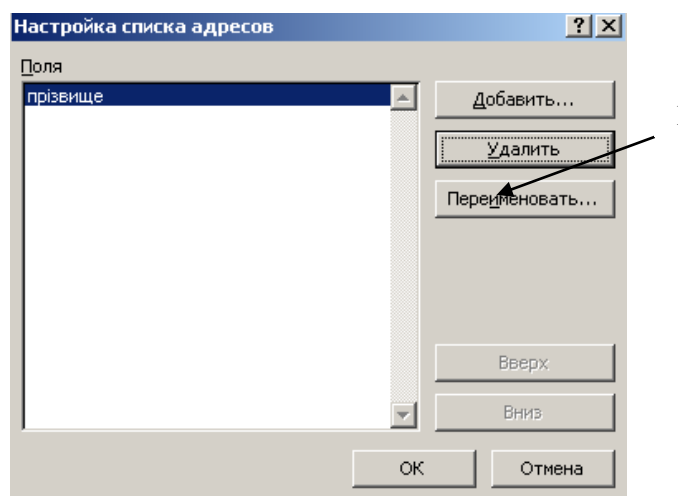 Настройка списка адресов
Поля
прізвище
Добавить...
Удалить
Переименовать...
Вверх
Вниз
ОК
Отмена